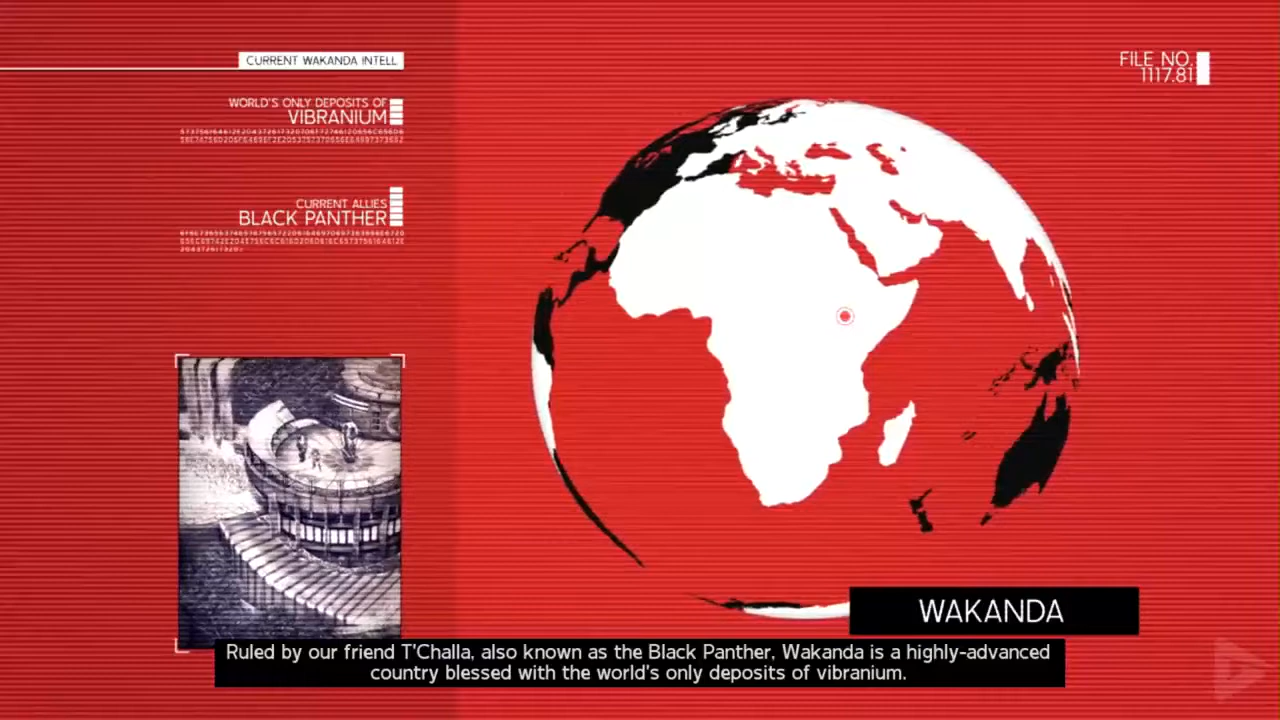 CURRENT WAKANDA INTELL
FILE NO.
1117.81
WORLD'S ONLY DEPOSITS OF
VIBRANIUM
CURRENT ALLIES
BLACK PANTHER
WAKANDA
Ruled by our friend T'Challa, also known as the Black Panther, Wakanda is a highly-advanced
country blessed with the world's only deposits of vibranium.